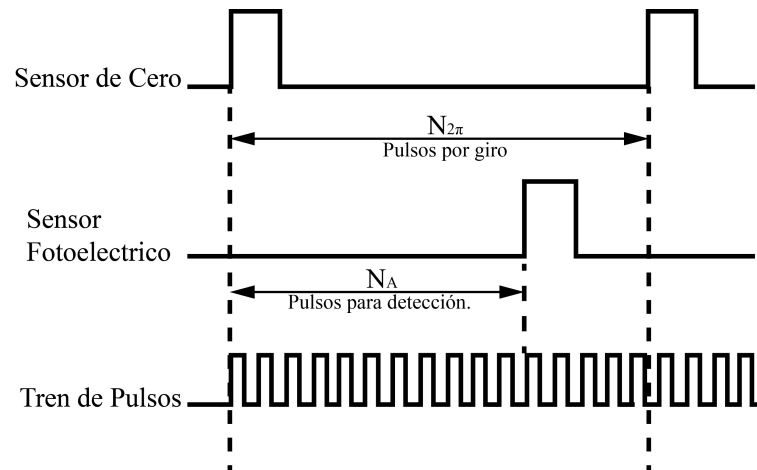 Sensor de Cero
N2π
Pulsos por giro
Sensor
Fotoelectrico
NA
Pulsos para detección.
Tren de Pulsos